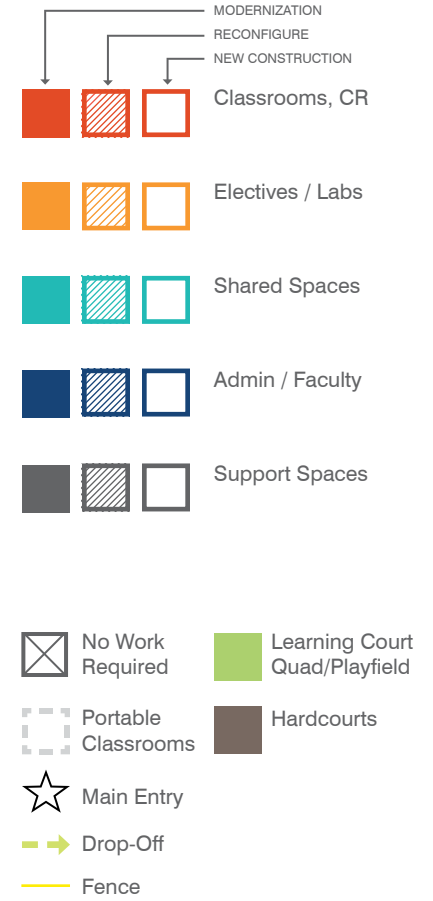 MODERNIZATION
RECONFIGURE
NEW CONSTRUCTION
Classrooms, CR
Electives / Labs
Shared Spaces
Admin / Faculty
Support Spaces
No Work
Required
Learning Court
Quad/Playfield
Portable
Classrooms
Hardcourts
Main Entry
Drop-Off
Fence